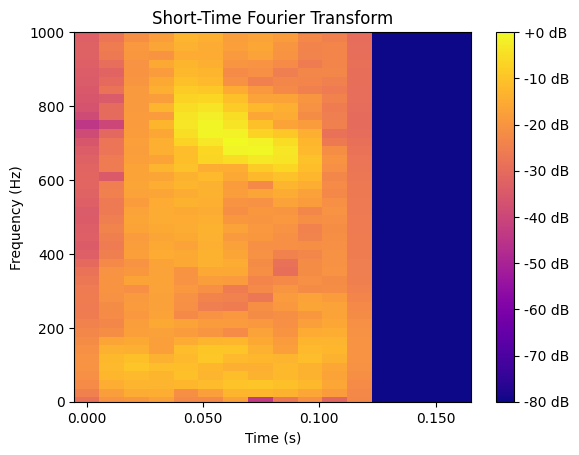 Short-Time Fourier Transform
Frequency (Hz)
1000
800
600
400
200
0
0.000
0.050
0.100
0.150
Time (s)
+0 dB
-10 dB
-20 dB
-30 dB
-40 dB
-50 dB
-60 dB
-70 dB
-80 dB